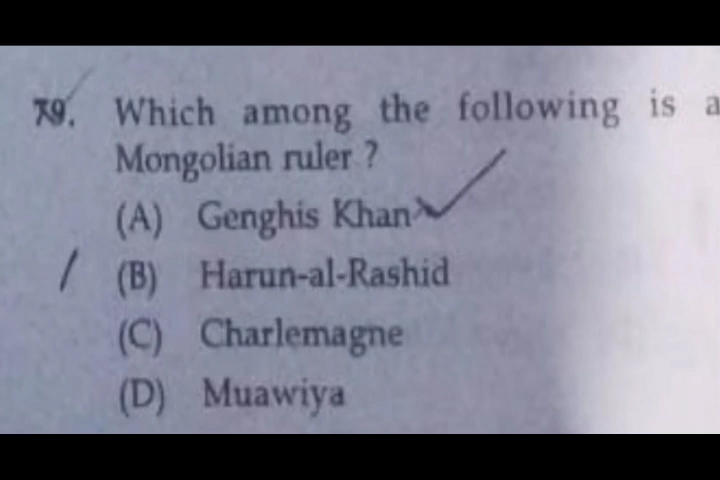 79. Which among the following is a
Mongolian ruler ?
(A) Genghis Khan
(B) Harun-al-Rashid
(C) Charlemagne
(D) Muawiya